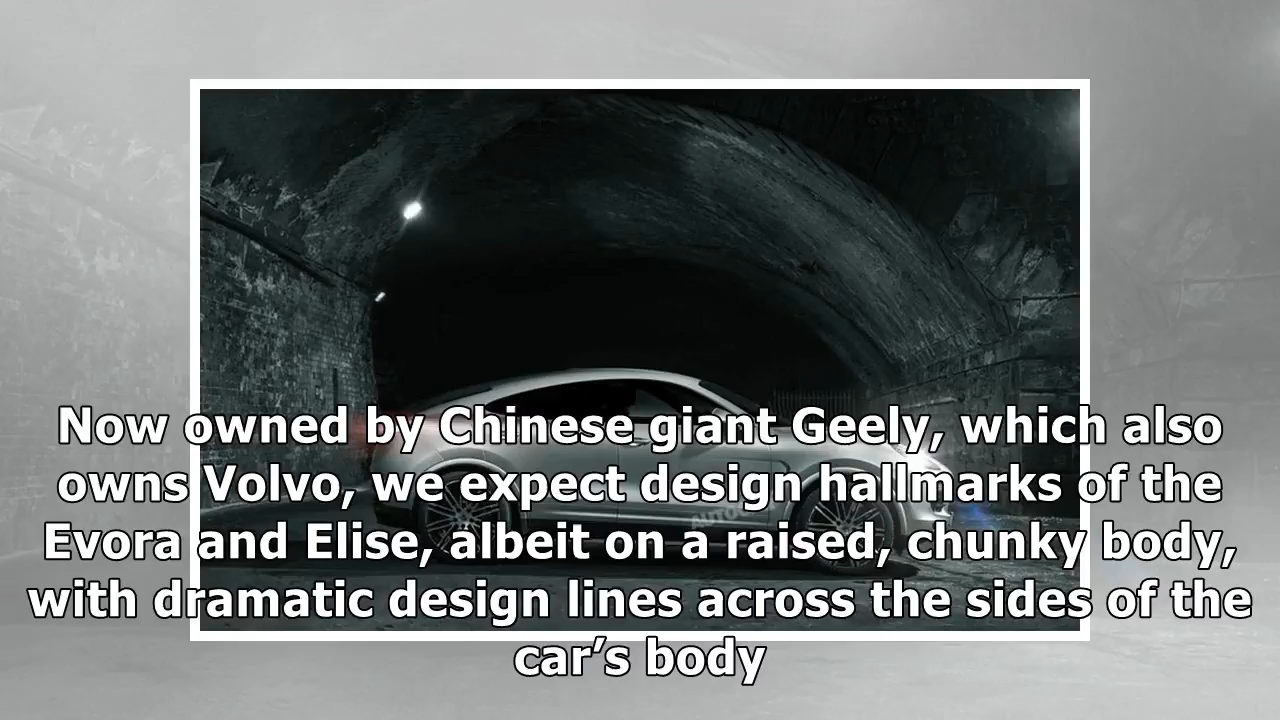 Now owned by Chinese giant Geely, which also
owns Volvo, we expect design hallmarks of the
Evora and Elise, albeit on a raised, chunky body,
with dramatic design lines across the sides of the
car’s body